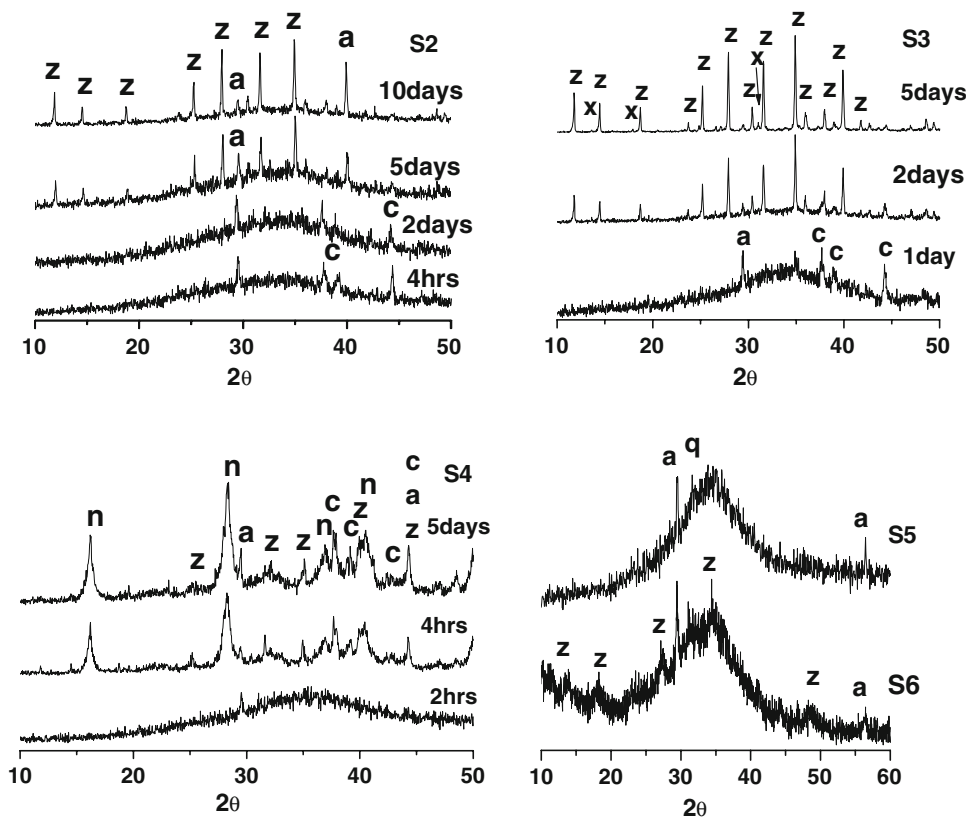 z z z z z z z a S2
a 10days
a 5days
c 2days
c 4hrs
10 20 30 40 50
2θ
z z z z z z z S3
x x z z z x z z z z 5days
2days
a c c c 1day
10 20 30 40 50
2θ
n n c S4
a n a
z a z z n c z c c z 5days
4hrs
2hrs
10 20 30 40 50
2θ
a q
a S5
z
z z z z a S6
10 20 30 40 50 60
2θ